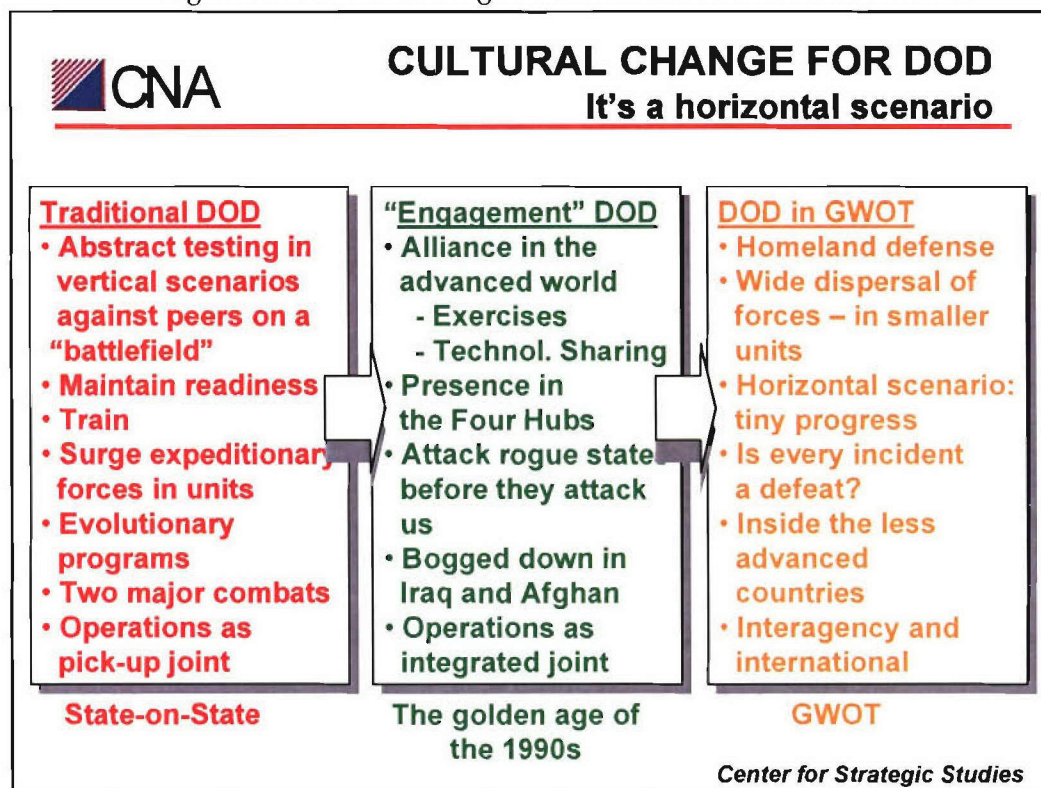 CNA
CULTURAL CHANGE FOR DOD
It's a horizontal scenario
Traditional DOD
• Abstract testing in
vertical scenarios
against peers on a
"battlefield"
• Maintain readiness
• Train
• Surge expeditionary
forces in units
• Evolutionary
programs
• Two major combats
• Operations as
pick-up joint
State-on-State
"Engagement" DOD
• Alliance in the
advanced world
- Exercises
- Technol. Sharing
• Presence in
the Four Hubs
• Attack rogue state
before they attack
us
• Bogged down in
Iraq and Afghan
• Operations as
integrated joint
The golden age of
the 1990s
DOD in GWOT
• Homeland defense
• Wide dispersal of
forces – in smaller
units
• Horizontal scenario:
tiny progress
• Is every incident
a defeat?
• Inside the less
advanced
countries
• Interagency and
international
GWOT
Center for Strategic Studies